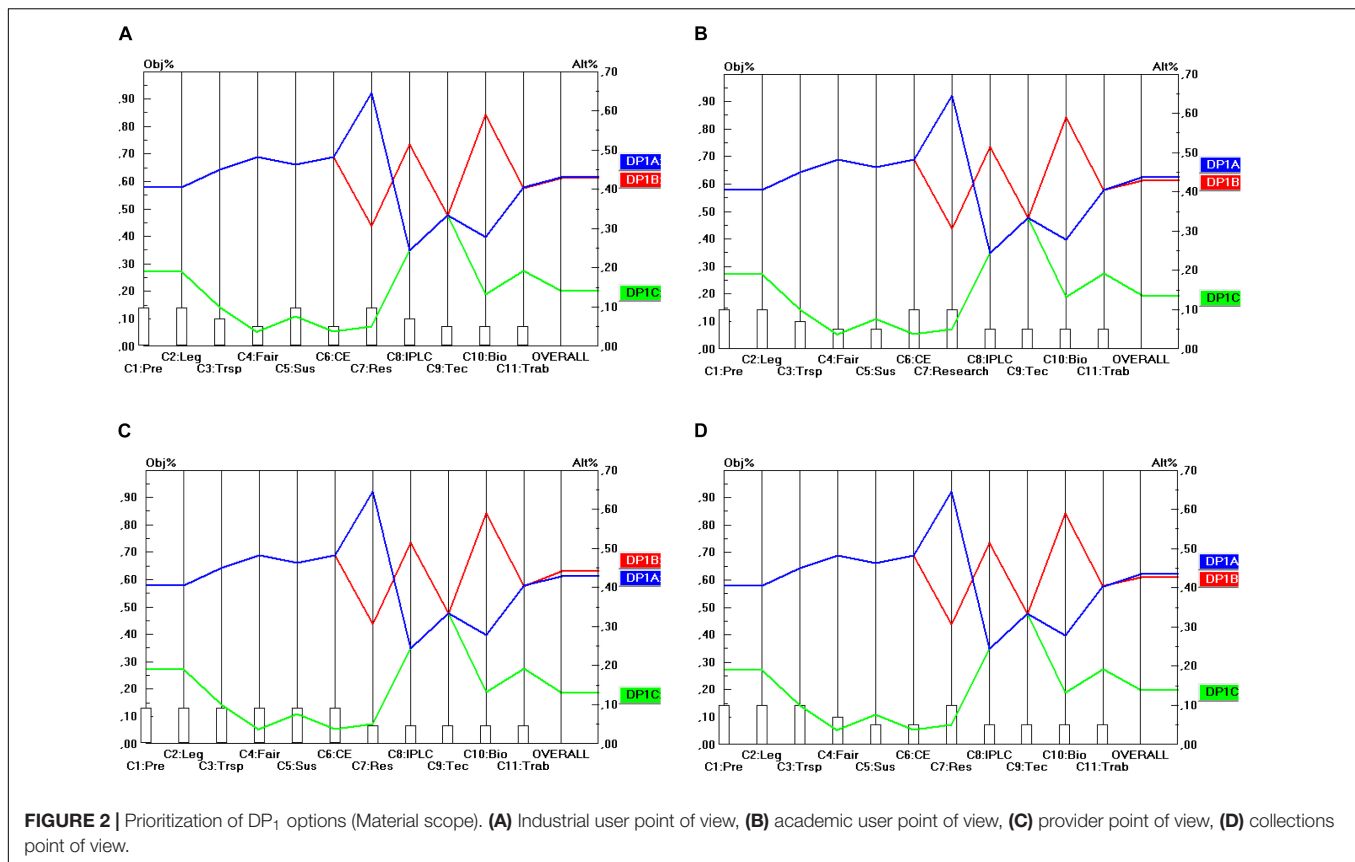 A
Obj%
Alt%
.90
.80
.70
.60
.50
.40
.30
.20
.10
.00
.70
.60
.50
.40
.30
.20
.10
.00
DP1A
DP1B
DP1C
C2:Leg C4:Fair C6:CE C8:IPLC C10:Bio OVERALL
C1:Pre C3:Trsp C5:Sus C7:Res C9:Tec C11:Trab
B
Obj%
Alt%
.90
.80
.70
.60
.50
.40
.30
.20
.10
.00
.70
.60
.50
.40
.30
.20
.10
.00
DP1A
DP1B
DP1C
C2:Leg C4:Fair C6:CE C8:IPLC C10:Bio OVERALL
C1:Pre C3:Trsp C5:Sus C7:Research C9:Tec C11:Trab
C
Obj%
Alt%
.90
.80
.70
.60
.50
.40
.30
.20
.10
.00
.70
.60
.50
.40
.30
.20
.10
.00
DP1B
DP1A
DP1C
C2:Leg C4:Fair C6:CE C8:IPLC C10:Bio OVERALL
C1:Pre C3:Trsp C5:Sus C7:Res C9:Tec C11:Trab
D
Obj%
Alt%
.90
.80
.70
.60
.50
.40
.30
.20
.10
.00
.70
.60
.50
.40
.30
.20
.10
.00
DP1A
DP1B
DP1C
C2:Leg C4:Fair C6:CE C8:IPLC C10:Bio OVERALL
C1:Pre C3:Trsp C5:Sus C7:Res C9:Tec C11:Trab
FIGURE 2 | Prioritization of DP₁ options (Material scope). (A) Industrial user point of view, (B) academic user point of view, (C) provider point of view, (D) collections
point of view.